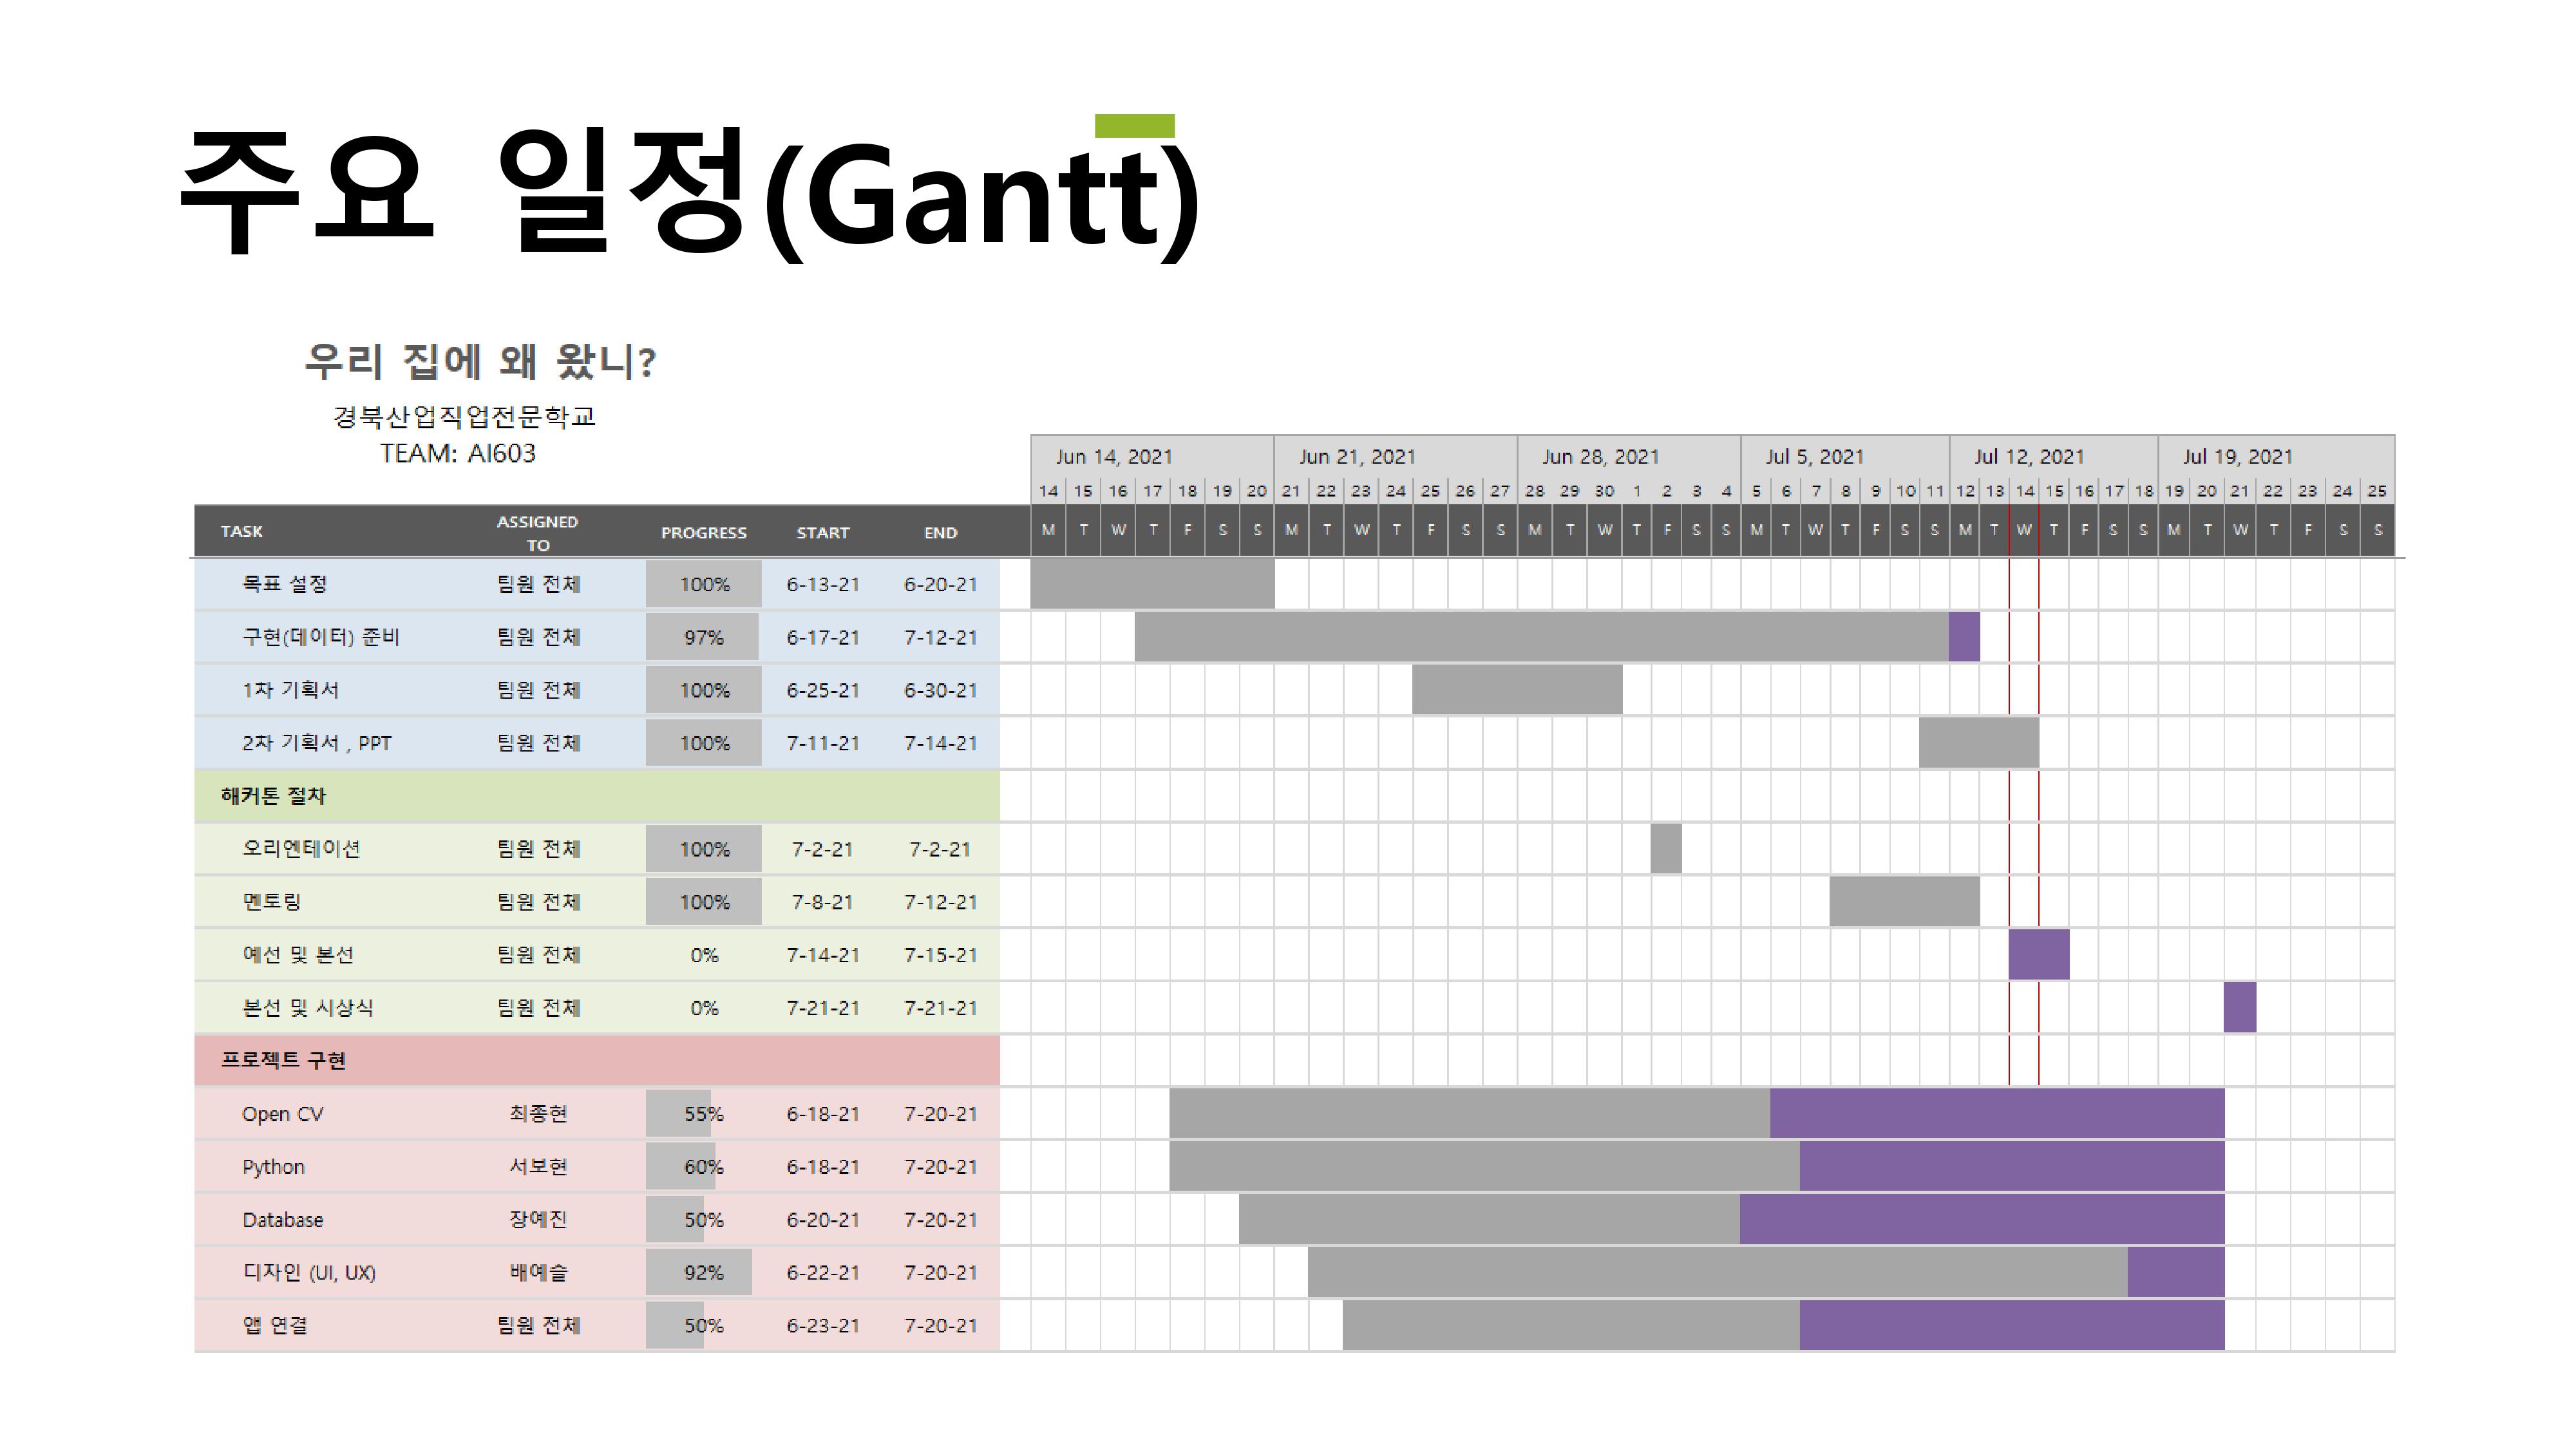 주요 일정(Gantt)
우리 집에 왜 왔니?
경북산업직업전문학교
TEAM: AI603
Jun 14, 2021 Jun 21, 2021 Jun 28, 2021 Jul 5, 2021 Jul 12, 2021 Jul 19, 2021
14 15 16 17 18 19 20 21 22 23 24 25 26 27 28 29 30 1 2 3 4 5 6 7 8 9 10 11 12 13 14 15 16 17 18 19 20 21 22 23 24 25
TASK ASSIGNED TO PROGRESS START END M T W T F S S M T W T F S S M T W T F S S M T W T F S S M T W T F S S M T W T F S S
목표 설정 팀원 전체 100% 6-13-21 6-20-21
구현(데이터) 준비 팀원 전체 97% 6-17-21 7-12-21
1차 기획서 팀원 전체 100% 6-25-21 6-30-21
2차 기획서 , PPT 팀원 전체 100% 7-11-21 7-14-21
해커톤 절차
오리엔테이션 팀원 전체 100% 7-2-21 7-2-21
멘토링 팀원 전체 100% 7-8-21 7-12-21
예선 및 본선 팀원 전체 0% 7-14-21 7-15-21
본선 및 시상식 팀원 전체 0% 7-21-21 7-21-21
프로젝트 구현
Open CV 최종현 55% 6-18-21 7-20-21
Python 서보현 60% 6-18-21 7-20-21
Database 장예진 50% 6-20-21 7-20-21
디자인 (UI, UX) 배예슬 92% 6-22-21 7-20-21
앱 연결 팀원 전체 50% 6-23-21 7-20-21